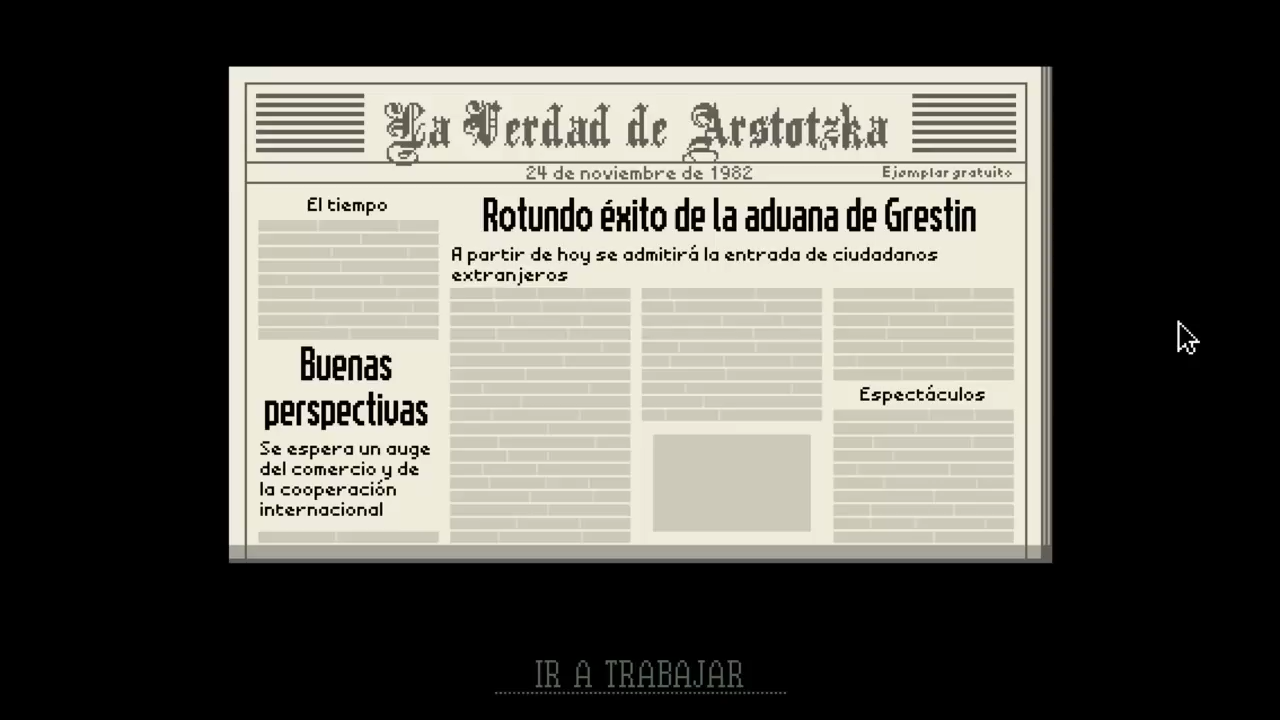 La Verdad de Arstotzka
24 de noviembre de 1982
Ejemplar gratuito
El tiempo
Buenas
perspectivas
Se espera un auge
del comercio y de
la cooperación
internacional
Rotundo éxito de la aduana de Grestin
A partir de hoy se admitirá la entrada de ciudadanos
extranjeros
Espectáculos
IR A TRABAJAR